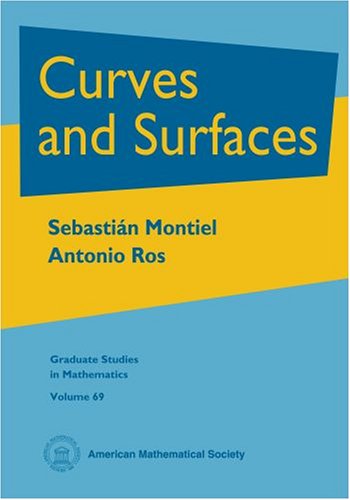 Curves
and Surfaces
Sebastián Montiel
Antonio Ros
Graduate Studies
in Mathematics
Volume 69
American Mathematical Society